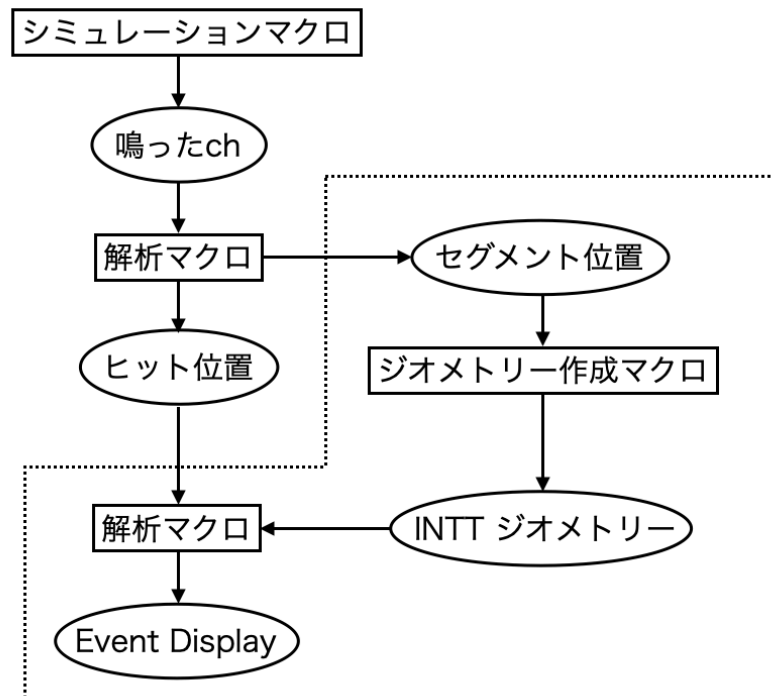 シミュレーションマクロ
鳴ったch
解析マクロ
セグメント位置
ヒット位置
ジオメトリー作成マクロ
解析マクロ
INTT ジオメトリー
Event Display